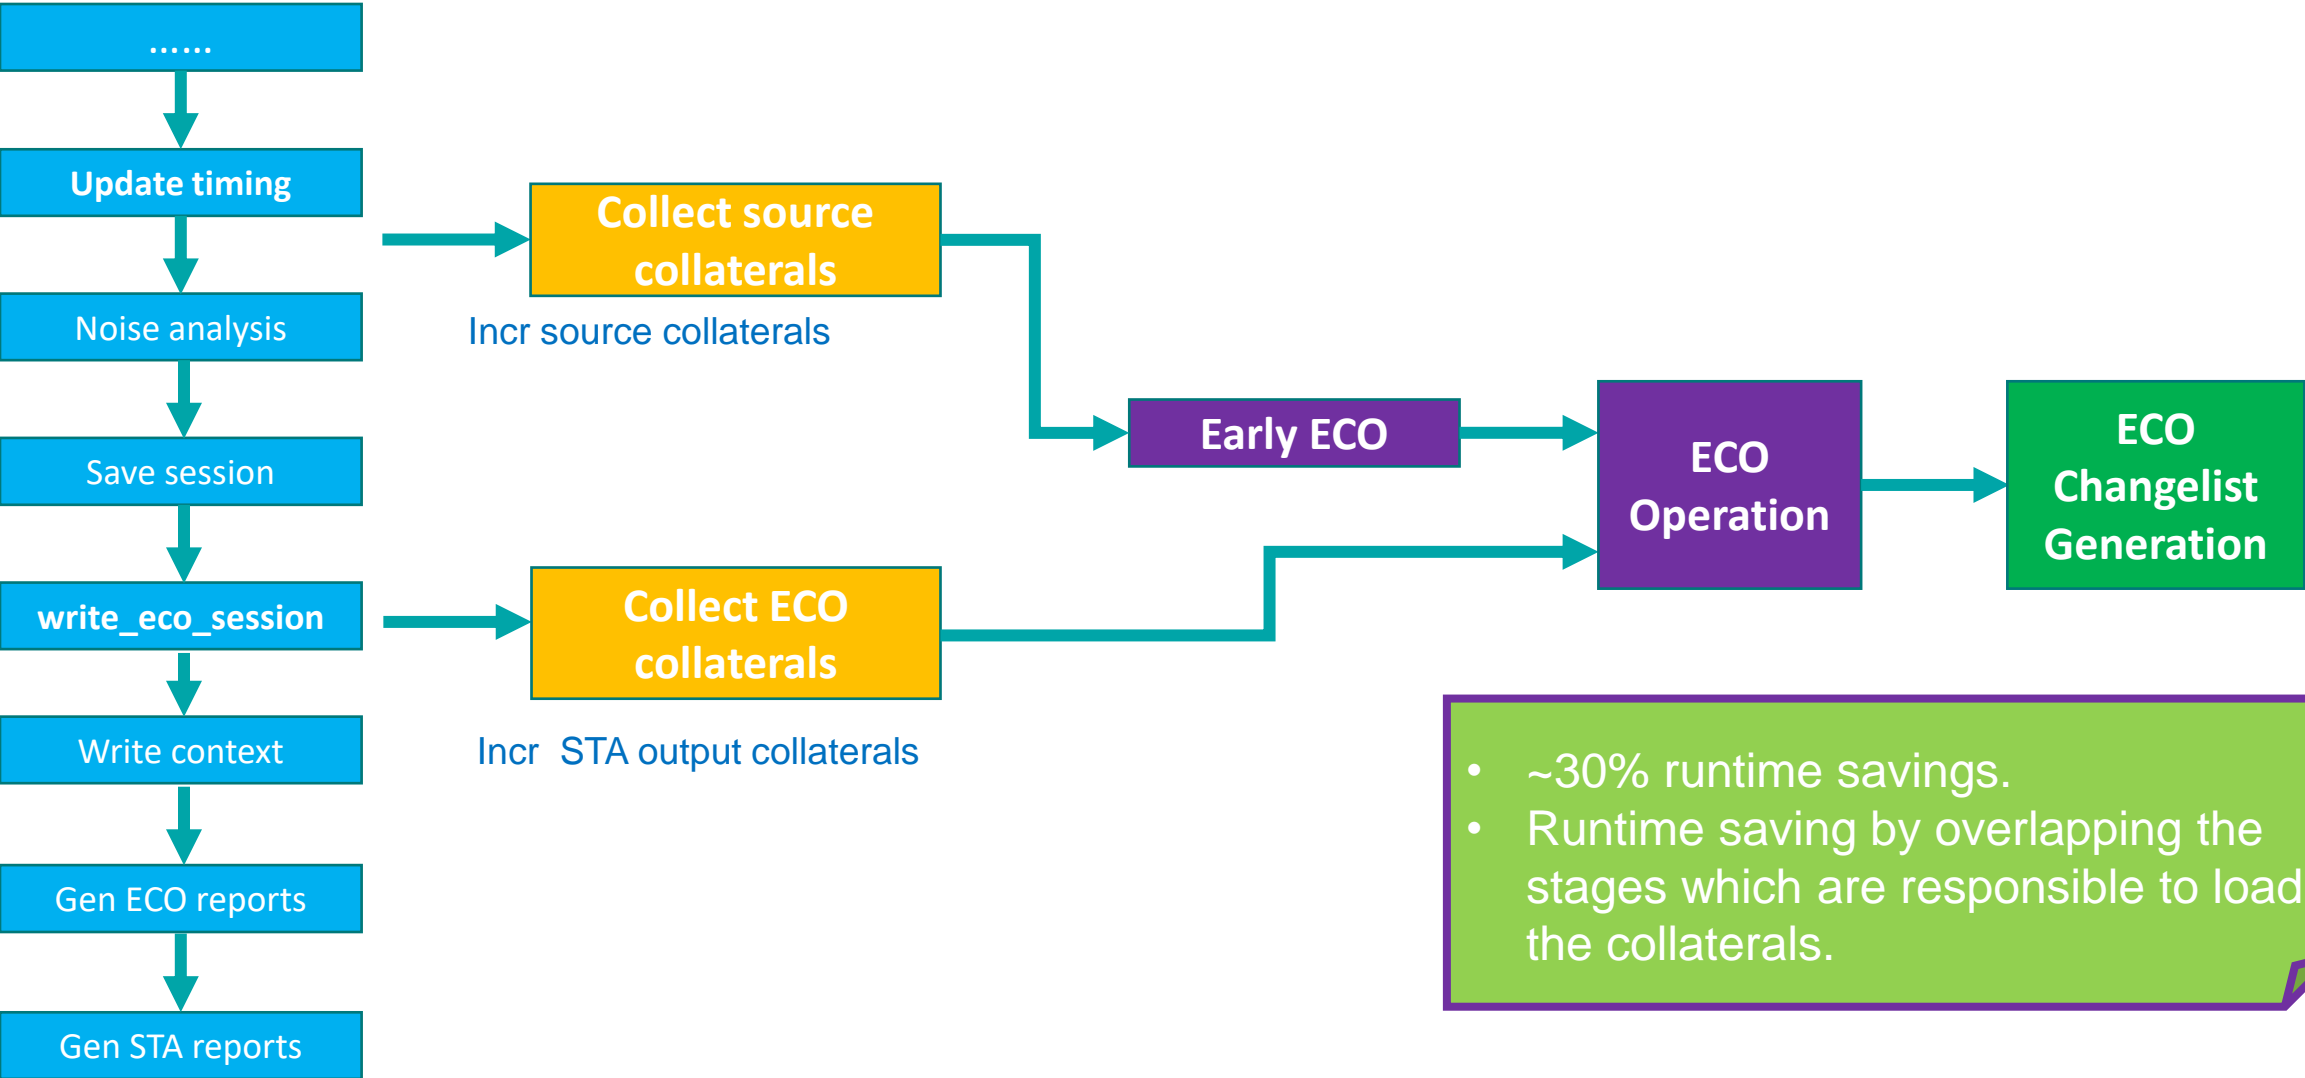 ......
Update timing
Noise analysis
Save session
write_eco_session
Write context
Gen ECO reports
Gen STA reports
Collect source
collaterals
Incr source collaterals
Collect ECO
collaterals
Incr  STA output collaterals
Early ECO
ECO
Operation
ECO
Changelist
Generation
• ~30% runtime savings.
• Runtime saving by overlapping the
stages which are responsible to load
the collaterals.